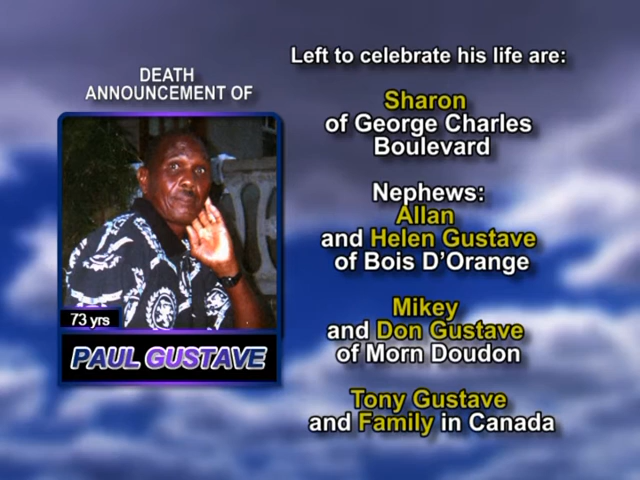 DEATH
ANNOUNCEMENT OF
73 yrs
PAUL GUSTAVE
Left to celebrate his life are:
Sharon
of George Charles
Boulevard
Nephews:
Allan
and Helen Gustave
of Bois D'Orange
Mikey
and Don Gustave
of Morn Doudon
Tony Gustave
and Family in Canada